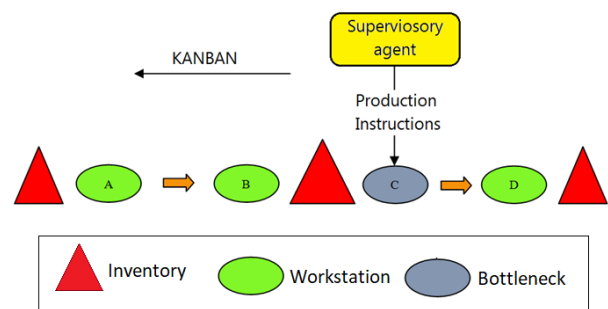 Superviosory
agent
KANBAN
Production
Instructions
A
B
C
D
Inventory
Workstation
Bottleneck